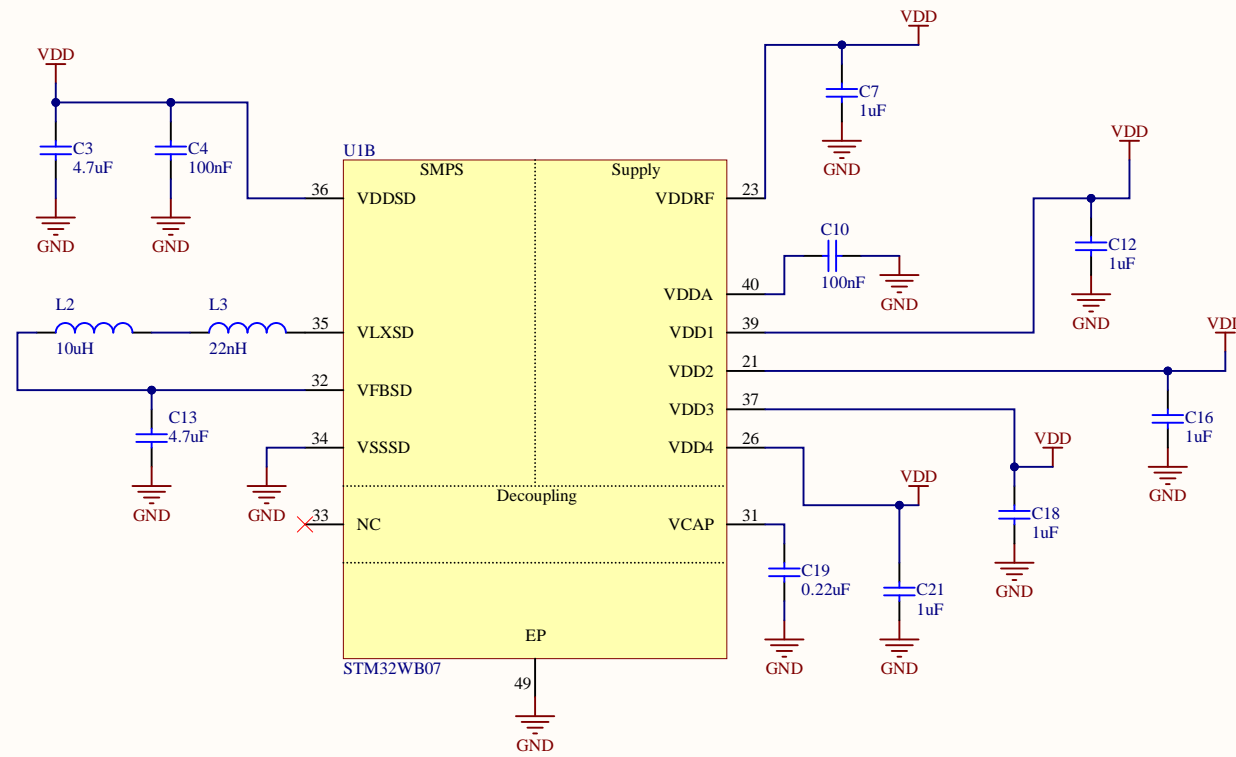 VDD
VDD
C7
1uF
GND
VDD
C3
4.7uF
C4
100nF
GND
GND
VDD
C12
1uF
GND
U1B
SMPS
Supply
36
VDDSD
VDDRF
23
C10
100nF
GND
VDDA
40
L2
10uH
L3
22nH
35
VLXSD
VDD1
39
VDD
32
VFBSD
VDD2
21
C13
4.7uF
GND
C16
1uF
GND
VDD3
37
34
VSSSD
GND
VDD4
26
VDD
VDD
C18
1uF
GND
Decoupling
33
NC
VCAP
31
C19
0.22uF
GND
C21
1uF
GND
EP
STM32WB07
49
GND